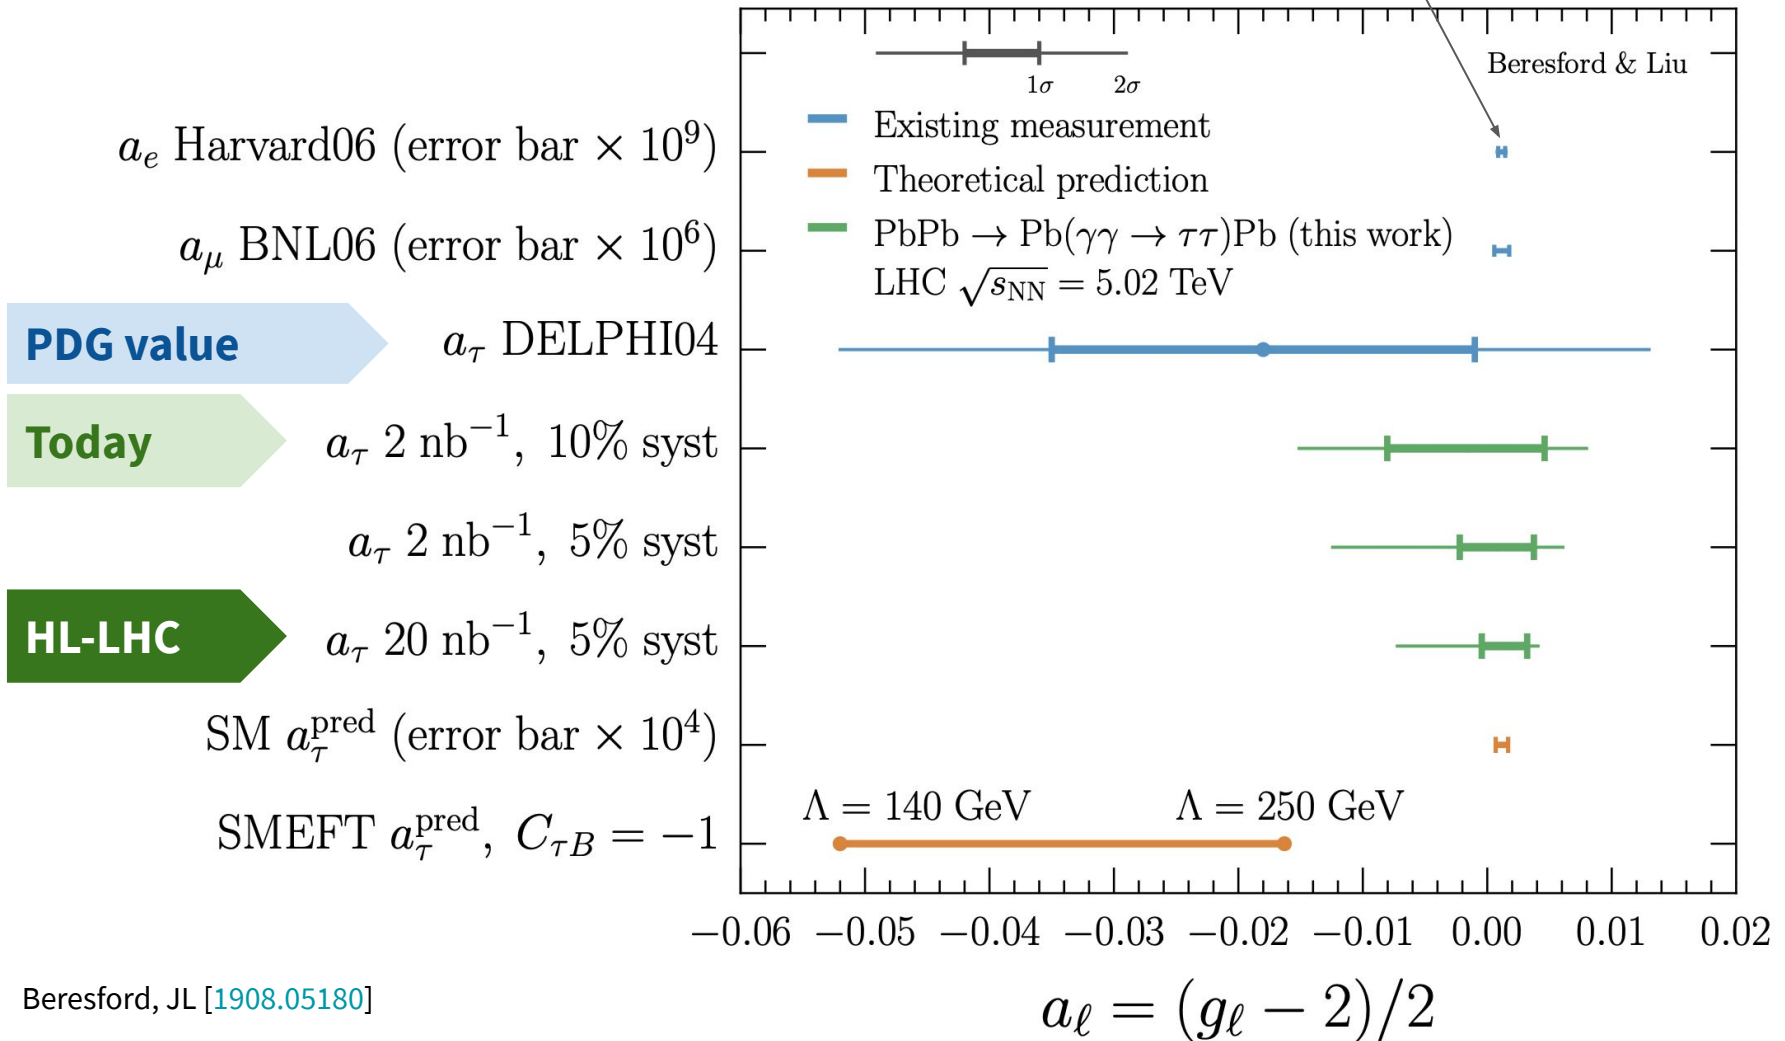 Beresford & Liu
1σ 2σ
Existing measurement
Theoretical prediction
PbPb → Pb(γγ → ττ)Pb (this work)
LHC √s_NN = 5.02 TeV
a_e Harvard06 (error bar × 10⁹)
a_μ BNL06 (error bar × 10⁶)
PDG value
a_τ DELPHI04
Today
a_τ 2 nb⁻¹, 10% syst
a_τ 2 nb⁻¹, 5% syst
HL-LHC
a_τ 20 nb⁻¹, 5% syst
SM a_τ^pred (error bar × 10⁴)
SMEFT a_τ^pred, C_τB = −1
Λ = 140 GeV Λ = 250 GeV
−0.06 −0.05 −0.04 −0.03 −0.02 −0.01 0.00 0.01 0.02
a_ℓ = (g_ℓ − 2)/2
Beresford, JL [1908.05180]